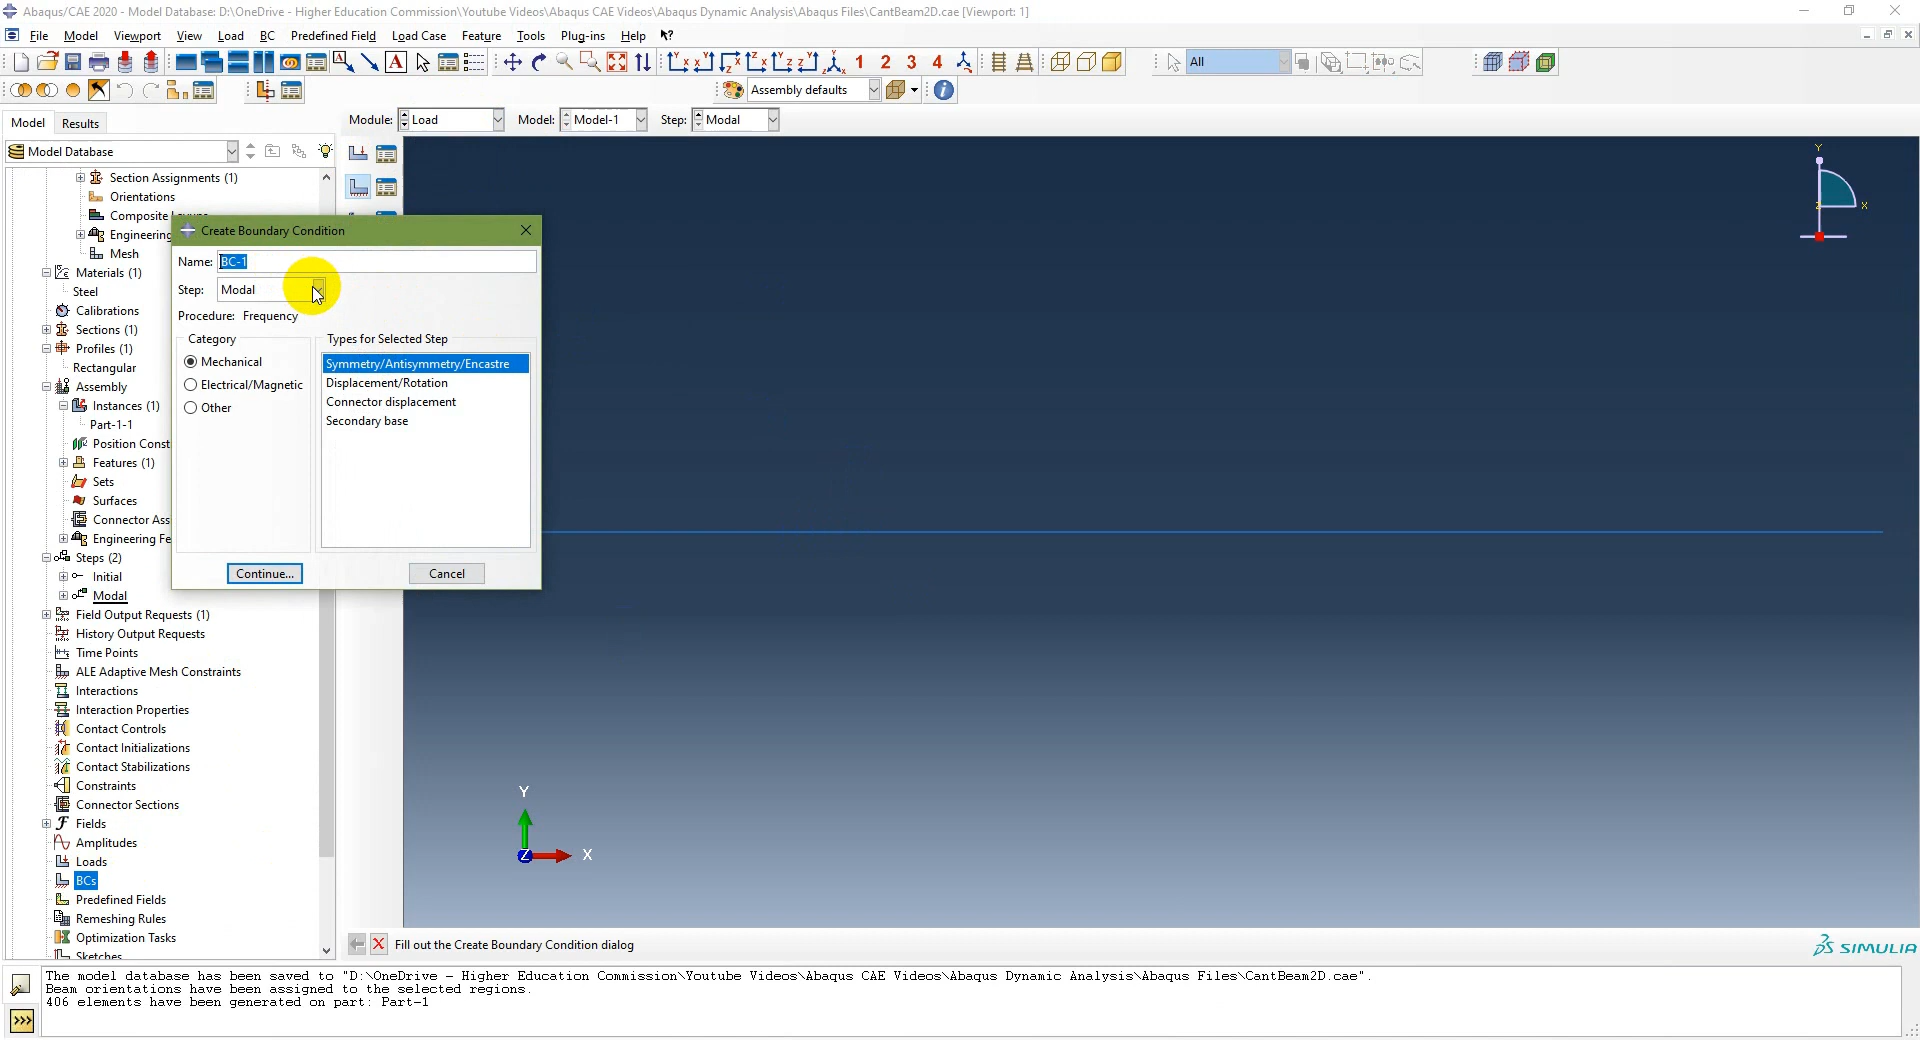 Abaqus/CAE 2020 - Model Database: D:\OneDrive - Higher Education Commission\Youtube Videos\Abaqus CAE Videos\Abaqus Dynamic Analysis\Abaqus Files\CantBeam2D.cae [Viewport: 1]
File Model Viewport View Load BC Predefined Field Load Case Feature Tools Plug-ins Help
1 2 3 4 All
Assembly defaults
Model Results
Module: Load Model: Model-1 Step: Modal
Model Database
Section Assignments (1)
Orientations
Composite
Engineering
Mesh
Materials (1)
Steel
Calibrations
Sections (1)
Profiles (1)
Rectangular
Assembly
Instances (1)
Part-1-1
Position Const
Features (1)
Sets
Surfaces
Connector Ass
Engineering Fe
Steps (2)
Initial
Modal
Field Output Requests (1)
History Output Requests
Time Points
ALE Adaptive Mesh Constraints
Interactions
Interaction Properties
Contact Controls
Contact Initializations
Contact Stabilizations
Constraints
Connector Sections
Fields
Amplitudes
Loads
BCs
Predefined Fields
Remeshing Rules
Optimization Tasks
Sketches
Create Boundary Condition
Name: BC-1
Step: Modal
Procedure: Frequency
Category
Mechanical
Electrical/Magnetic
Other
Types for Selected Step
Symmetry/Antisymmetry/Encastre
Displacement/Rotation
Connector displacement
Secondary base
Continue... Cancel
Y
X
Z
Y
X
Z
Fill out the Create Boundary Condition dialog
SIMULIA
The model database has been saved to "D:\OneDrive - Higher Education Commission\Youtube Videos\Abaqus CAE Videos\Abaqus Dynamic Analysis\Abaqus Files\CantBeam2D.cae".
Beam orientations have been assigned to the selected regions.
406 elements have been generated on part: Part-1